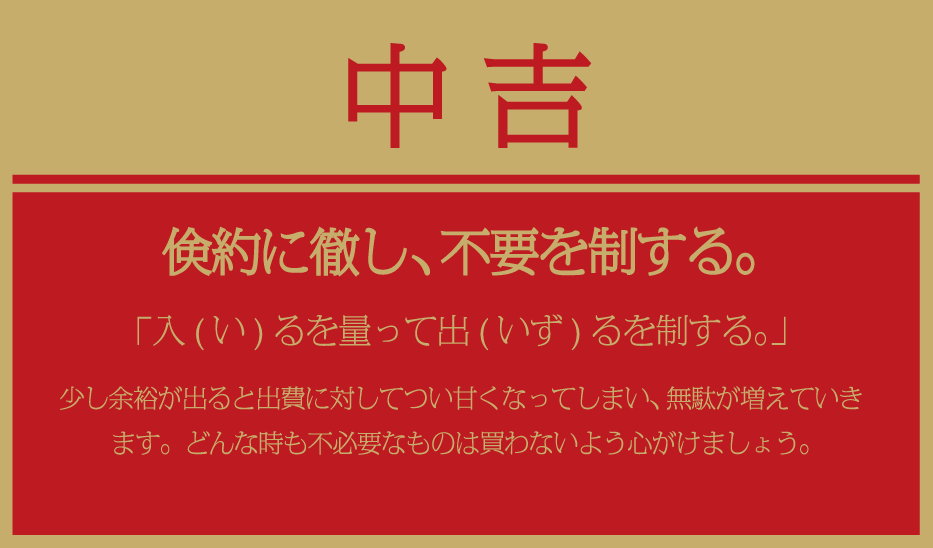 中吉
倹約に徹し、不要を制する。
「入(い)るを量って出(いず)るを制する。」
少し余裕が出ると出費に対してつい甘くなってしまい、無駄が増えていき
ます。どんな時も不必要なものは買わないよう心がけましょう。